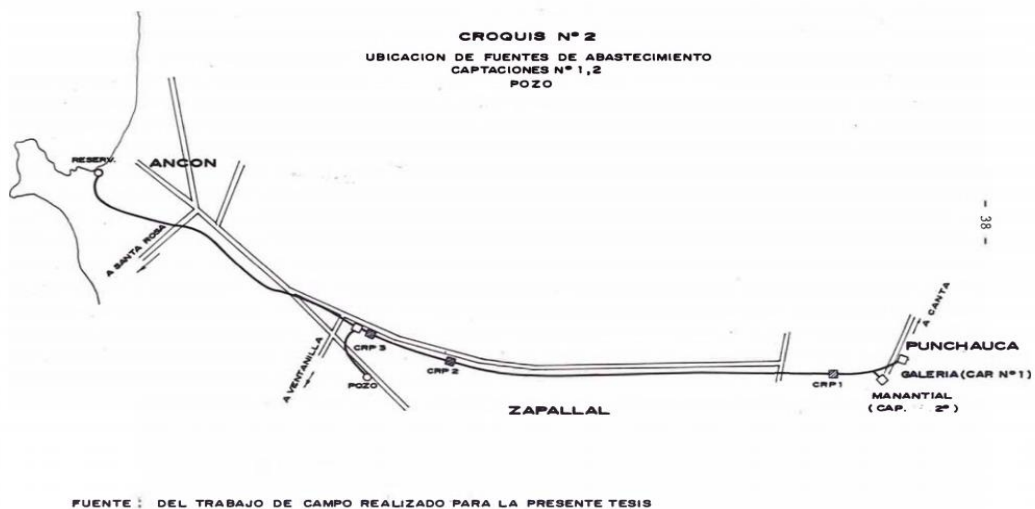 CROQUIS Nº 2
UBICACION DE FUENTES DE ABASTECIMIENTO
CAPTACIONES Nº 1,2
POZO
RESERV.
ANCON
- 38 -
A SANTA ROSA
A CANTA
PUNCHAUCA
CRP 3
A VENTANILLA
CRP 2
CRP 1
GALERIA (CAR Nº 1)
POZO
MANANTIAL
(CAP. 2º)
ZAPALLAL
FUENTE : DEL TRABAJO DE CAMPO REALIZADO PARA LA PRESENTE TESIS